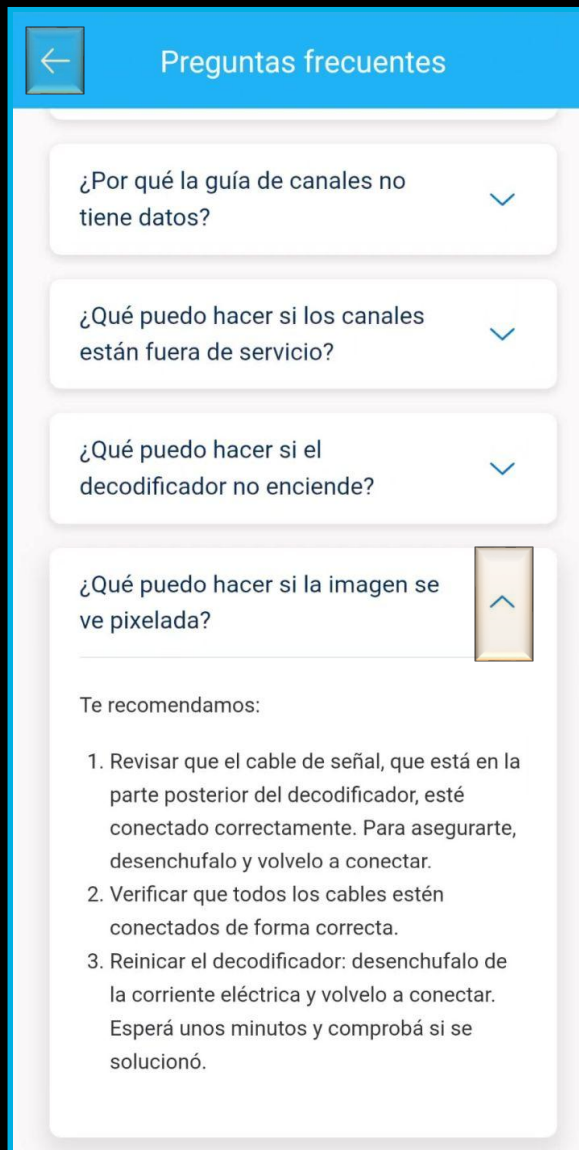 Preguntas frecuentes
¿Por qué la guía de canales no
tiene datos?
¿Qué puedo hacer si los canales
están fuera de servicio?
¿Qué puedo hacer si el
decodificador no enciende?
¿Qué puedo hacer si la imagen se
ve pixelada?
Te recomendamos:
1. Revisar que el cable de señal, que está en la
parte posterior del decodificador, esté
conectado correctamente. Para asegurarte,
desenchufalo y volvelo a conectar.
2. Verificar que todos los cables estén
conectados de forma correcta.
3. Reinicar el decodificador: desenchufalo de
la corriente eléctrica y volvelo a conectar.
Esperá unos minutos y comprobá si se
solucionó.